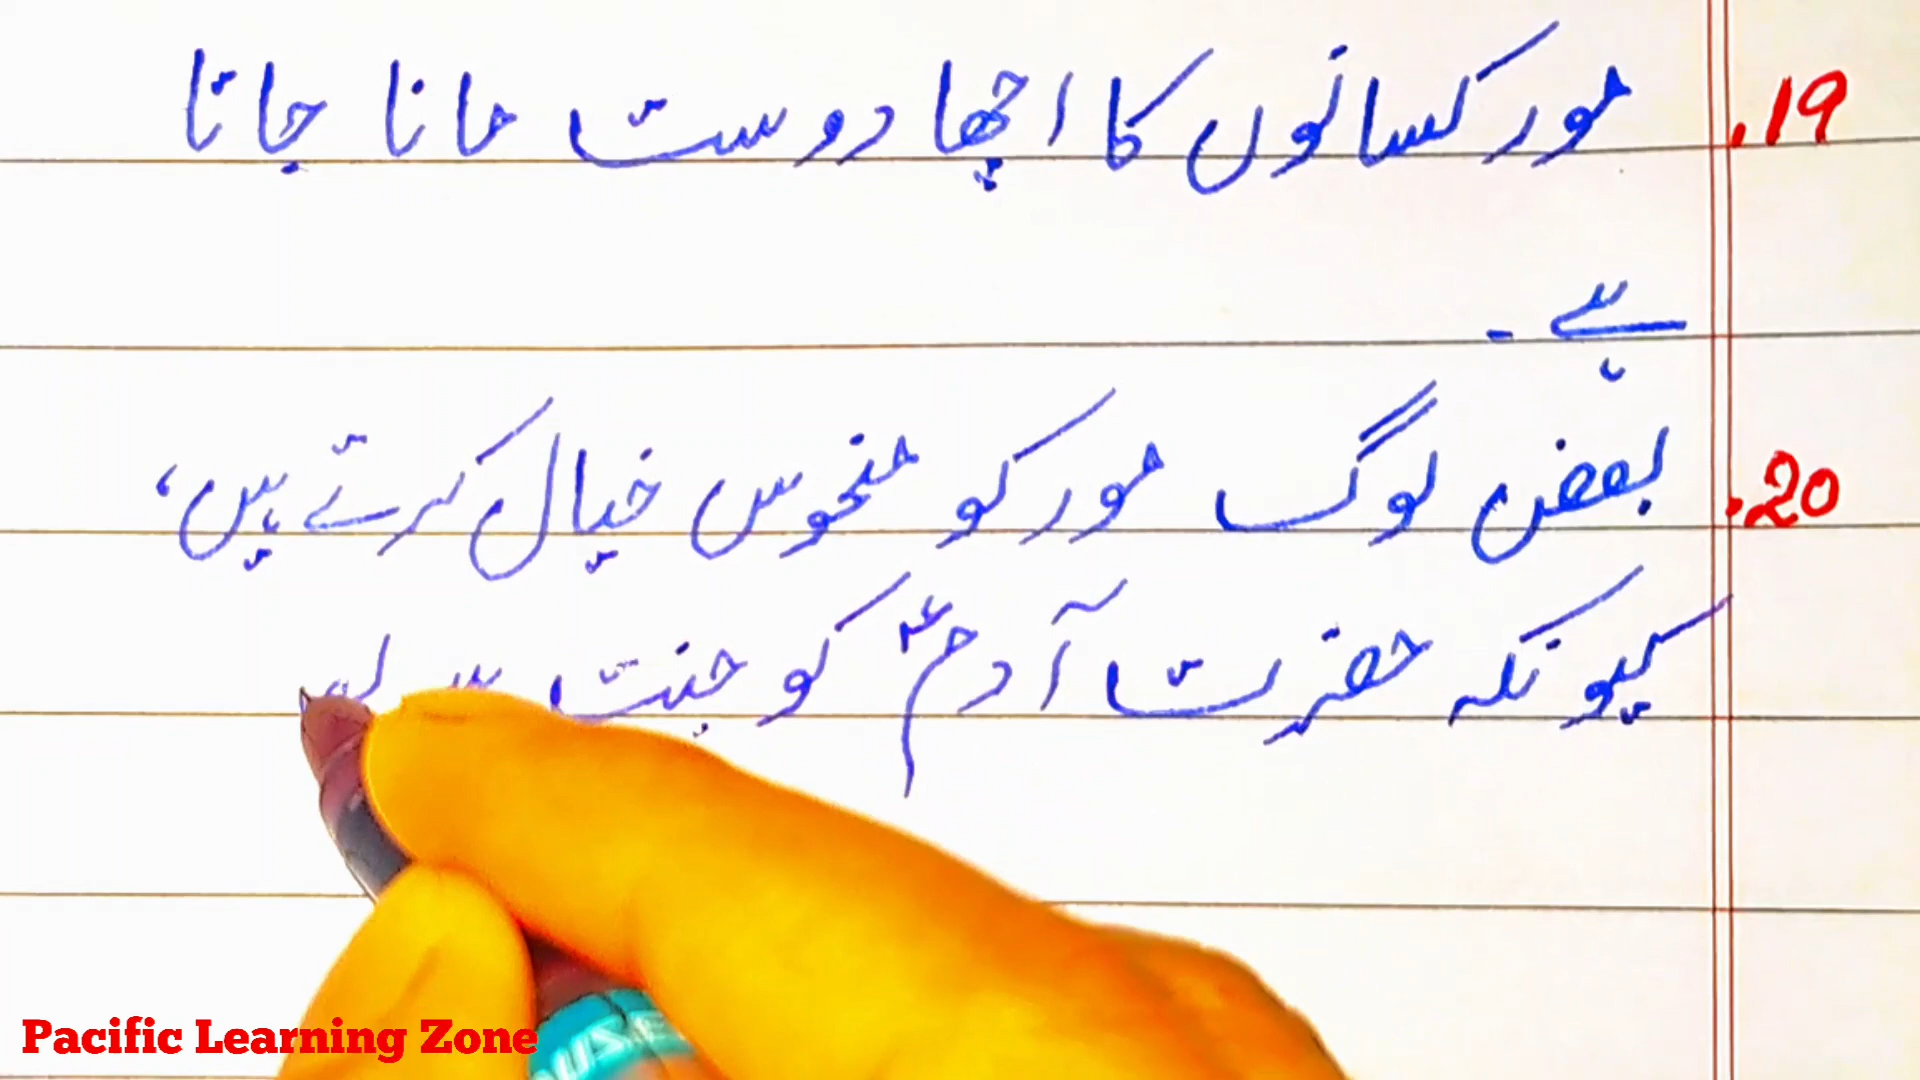 19. مور کسانوں کا اچھا دوست مانا جاتا
ہے۔
20. بعض لوگ مور کو منحوس خیال کرتے ہیں،
کیونکہ حضرت آدمؑ کو جنت
Pacific Learning Zone